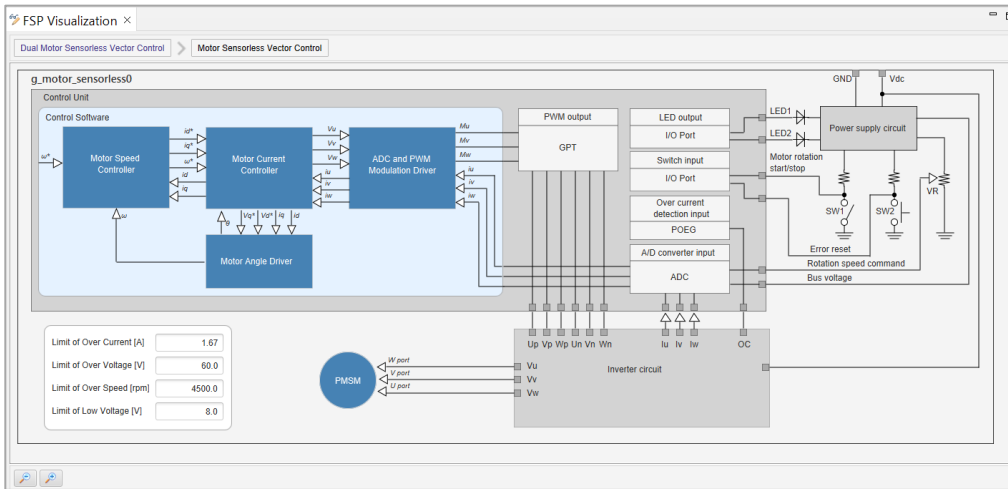 FSP Visualization
Dual Motor Sensorless Vector Control
Motor Sensorless Vector Control
g_motor_sensorless0
Control Unit
Control Software
ω*
Motor Speed
Controller
id*
iq*
ω*
id
iq
Motor Current
Controller
Vu
Vv
Vw
iu
iv
iw
ADC and PWM
Modulation Driver
Mu
Mv
Mw
iu
iv
iw
ω
θ
Vq*
Vd*
iq
id
Motor Angle Driver
PWM output
GPT
LED output
I/O Port
Switch input
I/O Port
Over current
detection input
POEG
A/D converter input
ADC
GND
Vdc
LED1
LED2
Power supply circuit
Motor rotation
start/stop
VR
SW1
SW2
Error reset
Rotation speed command
Bus voltage
Up
Vp
Wp
Un
Vn
Wn
Iu
Iv
Iw
OC
Vu
Vv
Vw
Inverter circuit
W port
V port
U port
PMSM
Limit of Over Current [A] 1.67
Limit of Over Voltage [V] 60.0
Limit of Over Speed [rpm] 4500.0
Limit of Low Voltage [V] 8.0